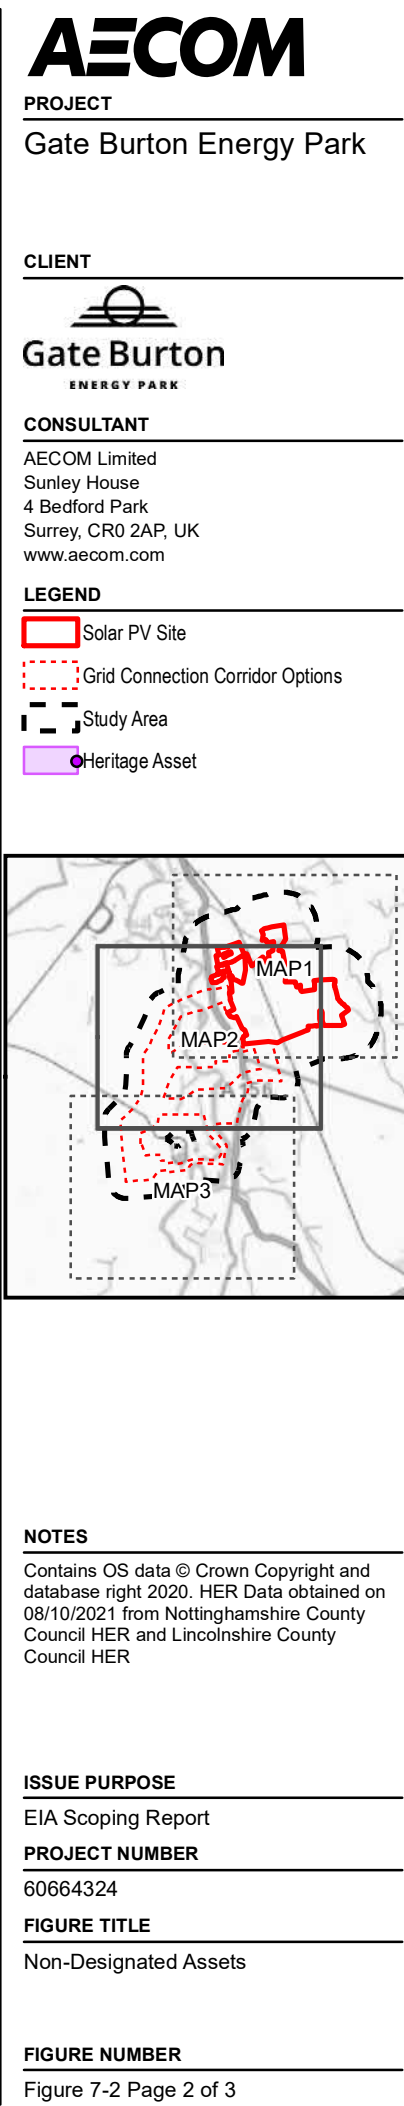 AECOM
PROJECT
Gate Burton Energy Park
CLIENT
Gate Burton
ENERGY PARK
CONSULTANT
AECOM Limited
Sunley House
4 Bedford Park
Surrey, CR0 2AP, UK
www.aecom.com
LEGEND
Solar PV Site
Grid Connection Corridor Options
Study Area
Heritage Asset
MAP1
MAP2
MAP3
NOTES
Contains OS data © Crown Copyright and
database right 2020. HER Data obtained on
08/10/2021 from Nottinghamshire County
Council HER and Lincolnshire County
Council HER
ISSUE PURPOSE
EIA Scoping Report
PROJECT NUMBER
60664324
FIGURE TITLE
Non-Designated Assets
FIGURE NUMBER
Figure 7-2 Page 2 of 3